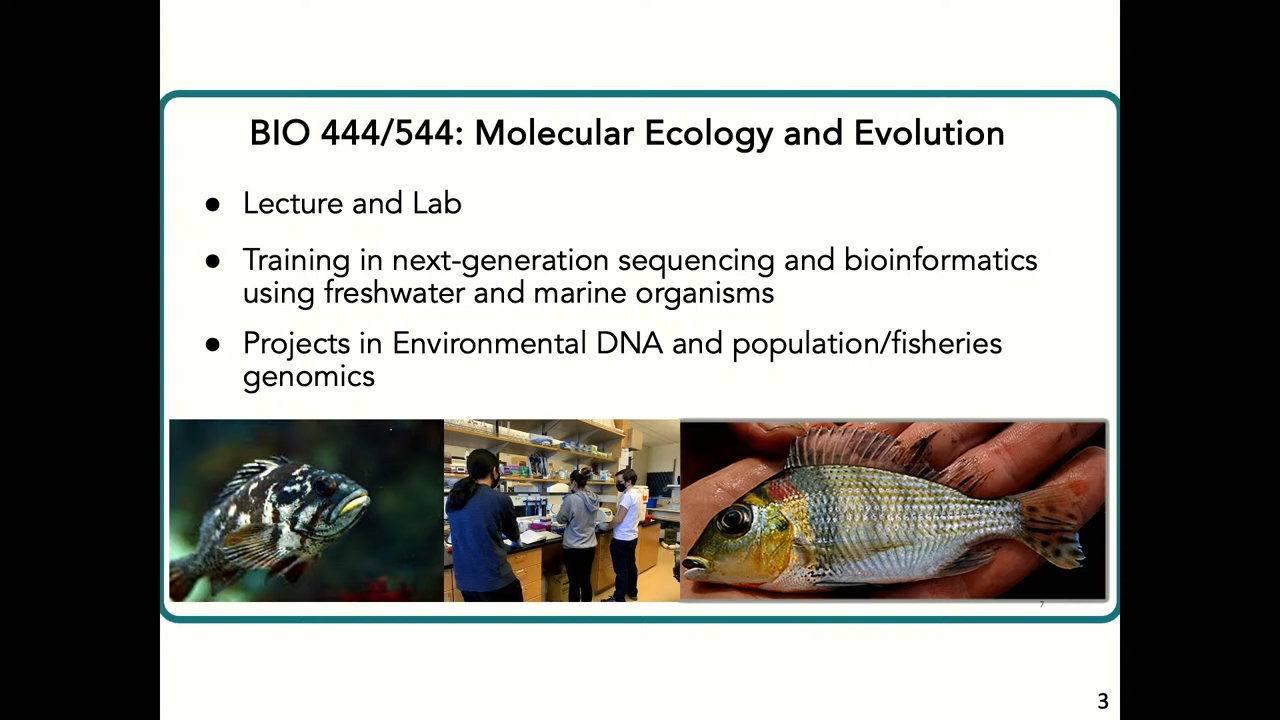 BIO 444/544: Molecular Ecology and Evolution
● Lecture and Lab
● Training in next-generation sequencing and bioinformatics
using freshwater and marine organisms
● Projects in Environmental DNA and population/fisheries
genomics
7
3